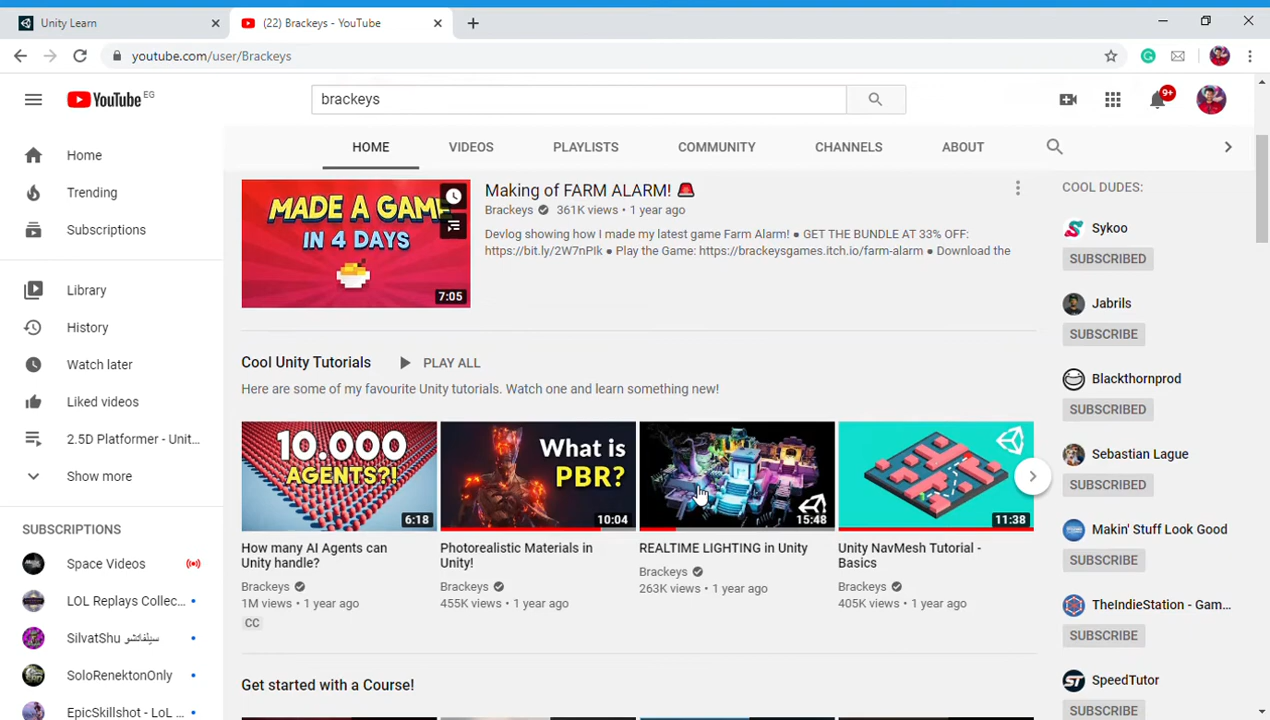 Unity Learn
(22) Brackeys - YouTube
youtube.com/user/Brackeys
YouTube EG
brackeys
9+
HOME
VIDEOS
PLAYLISTS
COMMUNITY
CHANNELS
ABOUT
Home
Trending
Subscriptions
Library
History
Watch later
Liked videos
2.5D Platformer - Unit...
Show more
SUBSCRIPTIONS
Space Videos
LOL Replays Collec...
SilvatShu سيلفاتشو
SoloRenektonOnly
EpicSkillshot - LoL ...
MADE A GAME
IN 4 DAYS
7:05
Making of FARM ALARM! 🚨
Brackeys 361K views • 1 year ago
Devlog showing how I made my latest game Farm Alarm! ● GET THE BUNDLE AT 33% OFF:
https://bit.ly/2W7nPIk ● Play the Game: https://brackeysgames.itch.io/farm-alarm ● Download the
Cool Unity Tutorials
PLAY ALL
Here are some of my favourite Unity tutorials. Watch one and learn something new!
10.000
AGENTS?!
6:18
How many AI Agents can
Unity handle?
Brackeys
1M views • 1 year ago
CC
What is
PBR?
10:04
Photorealistic Materials in
Unity!
Brackeys
455K views • 1 year ago
15:48
REALTIME LIGHTING in Unity
Brackeys
263K views • 1 year ago
11:38
Unity NavMesh Tutorial -
Basics
Brackeys
405K views • 1 year ago
Get started with a Course!
COOL DUDES:
Sykoo
SUBSCRIBED
Jabrils
SUBSCRIBE
Blackthornprod
SUBSCRIBED
Sebastian Lague
SUBSCRIBED
Makin' Stuff Look Good
SUBSCRIBE
TheIndieStation - Gam...
SUBSCRIBE
SpeedTutor
SUBSCRIBED